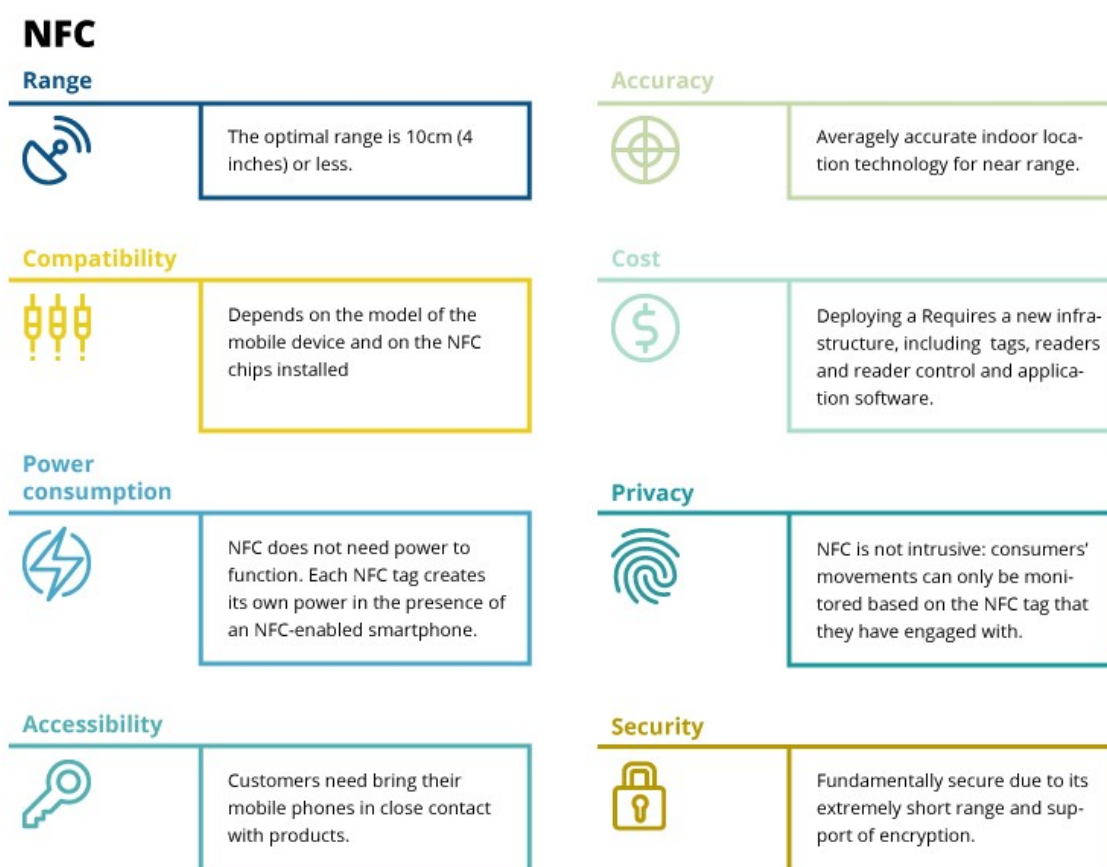 NFC
Range
The optimal range is 10cm (4
inches) or less.
Accuracy
Averagely accurate indoor loca-
tion technology for near range.
Compatibility
Depends on the model of the
mobile device and on the NFC
chips installed
Cost
Deploying a Requires a new infra-
structure, including  tags, readers
and reader control and applica-
tion software.
Power
consumption
NFC does not need power to
function. Each NFC tag creates
its own power in the presence of
an NFC-enabled smartphone.
Privacy
NFC is not intrusive: consumers’
movements can only be moni-
tored based on the NFC tag that
they have engaged with.
Accessibility
Customers need bring their
mobile phones in close contact
with products.
Security
Fundamentally secure due to its
extremely short range and sup-
port of encryption.